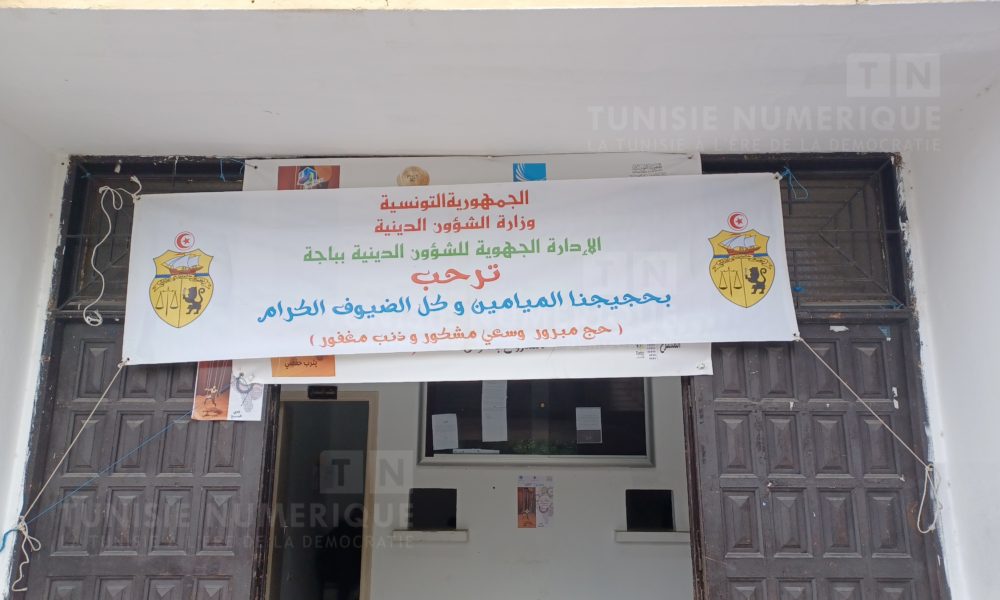 TN
TUNISIE NUMERIQUE
LA TUNISIE A L'ERE DE LA DEMOCRATIE
الجمهورية التونسية
وزارة الشؤون الدينية
الإدارة الجهوية للشؤون الدينية بباجة
ترحب
بحجيجنا الميامين و كل الضيوف الكرام
( حج مبرور وسعي مشكور و ذنب مغفور )
TN
TUNISIE NUMERIQUE
LA TUNISIE A L'ERE DE LA DEMOCRATIE